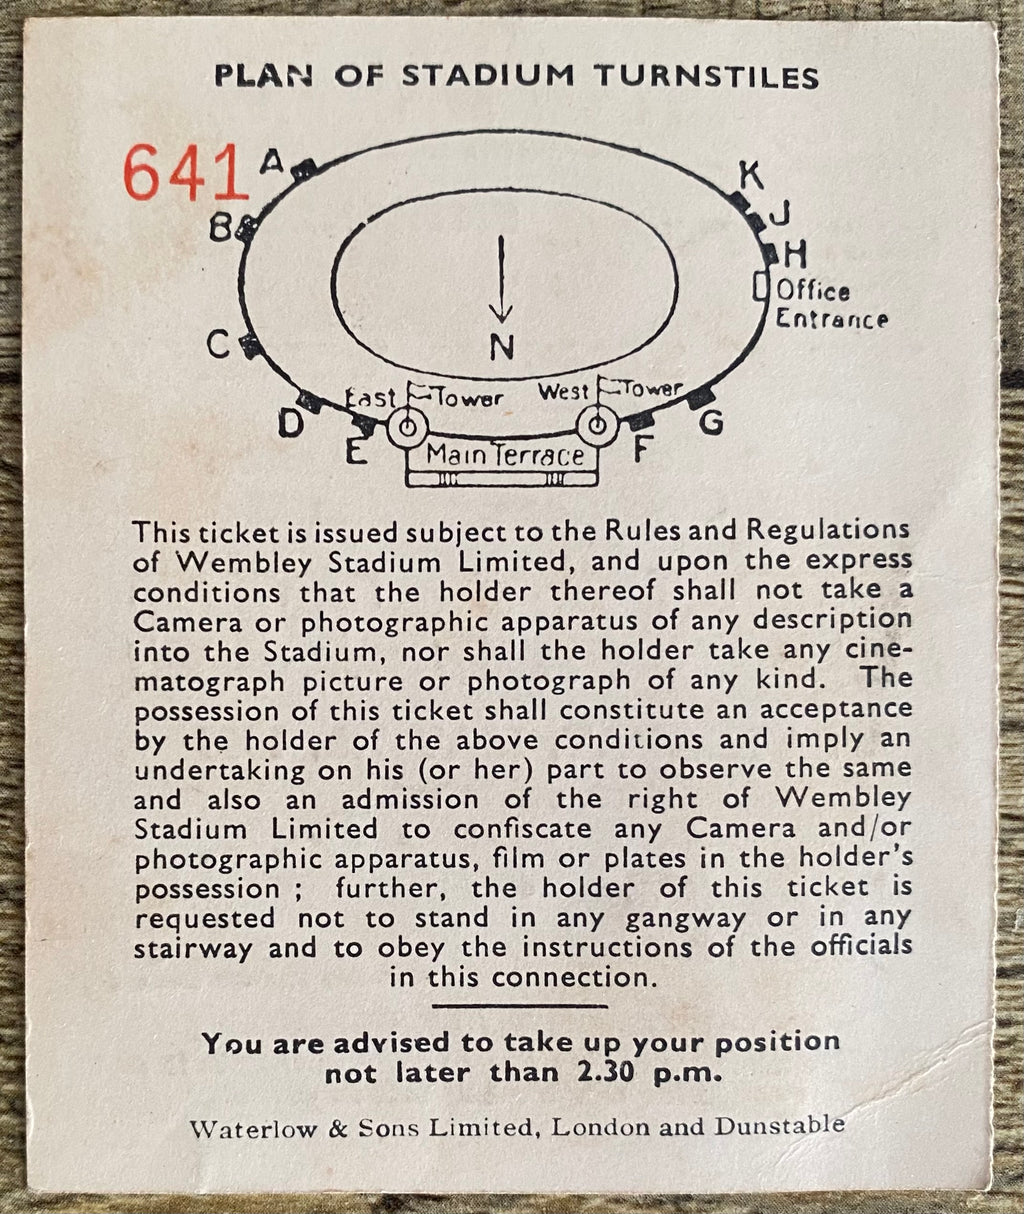 PLAN OF STADIUM TURNSTILES
641
A
K
B
J
H
Office
Entrance
C
N
East Tower
West Tower
D
E
F
G
Main Terrace
This ticket is issued subject to the Rules and Regulations
of Wembley Stadium Limited, and upon the express
conditions that the holder thereof shall not take a
Camera or photographic apparatus of any description
into the Stadium, nor shall the holder take any cine-
matograph picture or photograph of any kind. The
possession of this ticket shall constitute an acceptance
by the holder of the above conditions and imply an
undertaking on his (or her) part to observe the same
and also an admission of the right of Wembley
Stadium Limited to confiscate any Camera and/or
photographic apparatus, film or plates in the holder's
possession ; further, the holder of this ticket is
requested not to stand in any gangway or in any
stairway and to obey the instructions of the officials
in this connection.
You are advised to take up your position
not later than 2.30 p.m.
Waterlow & Sons Limited, London and Dunstable